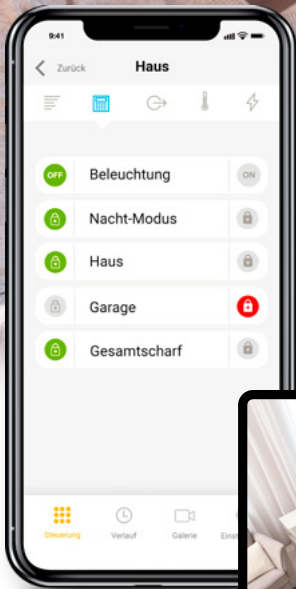 9:41
Zurück Haus
OFF Beleuchtung ON
Nacht-Modus
Haus
Garage
Gesamtscharf
Steuerung Verlauf Galerie